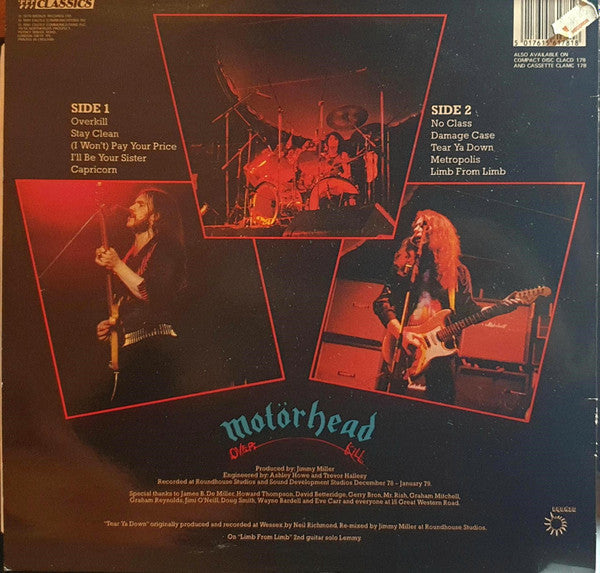 CLASSICS
5 017615 617818
ALSO AVAILABLE ON
COMPACT DISC CLACD 178
AND CASSETTE CLAMC 178
SIDE 1
Overkill
Stay Clean
(I Won't) Pay Your Price
I'll Be Your Sister
Capricorn
SIDE 2
No Class
Damage Case
Tear Ya Down
Metropolis
Limb From Limb
Marshall
motörhead
OVER KILL
Produced by: Jimmy Miller
Engineered by: Ashley Howe and Trevor Hallesy
Recorded at Roundhouse Studios and Sound Development Studios December 78 – January 79.
Special thanks to James B. De Miller, Howard Thompson, David Betteridge, Gerry Bron, Mr. Rish, Graham Mitchell,
Graham Reynolds, Jimi O'Neill, Doug Smith, Wayne Bardell and Eve Carr and everyone at 15 Great Western Road.
"Tear Ya Down" originally produced and recorded at Wessex by Neil Richmond. Re-mixed by Jimmy Miller at Roundhouse Studios.
On "Limb From Limb" 2nd guitar solo Lemmy.